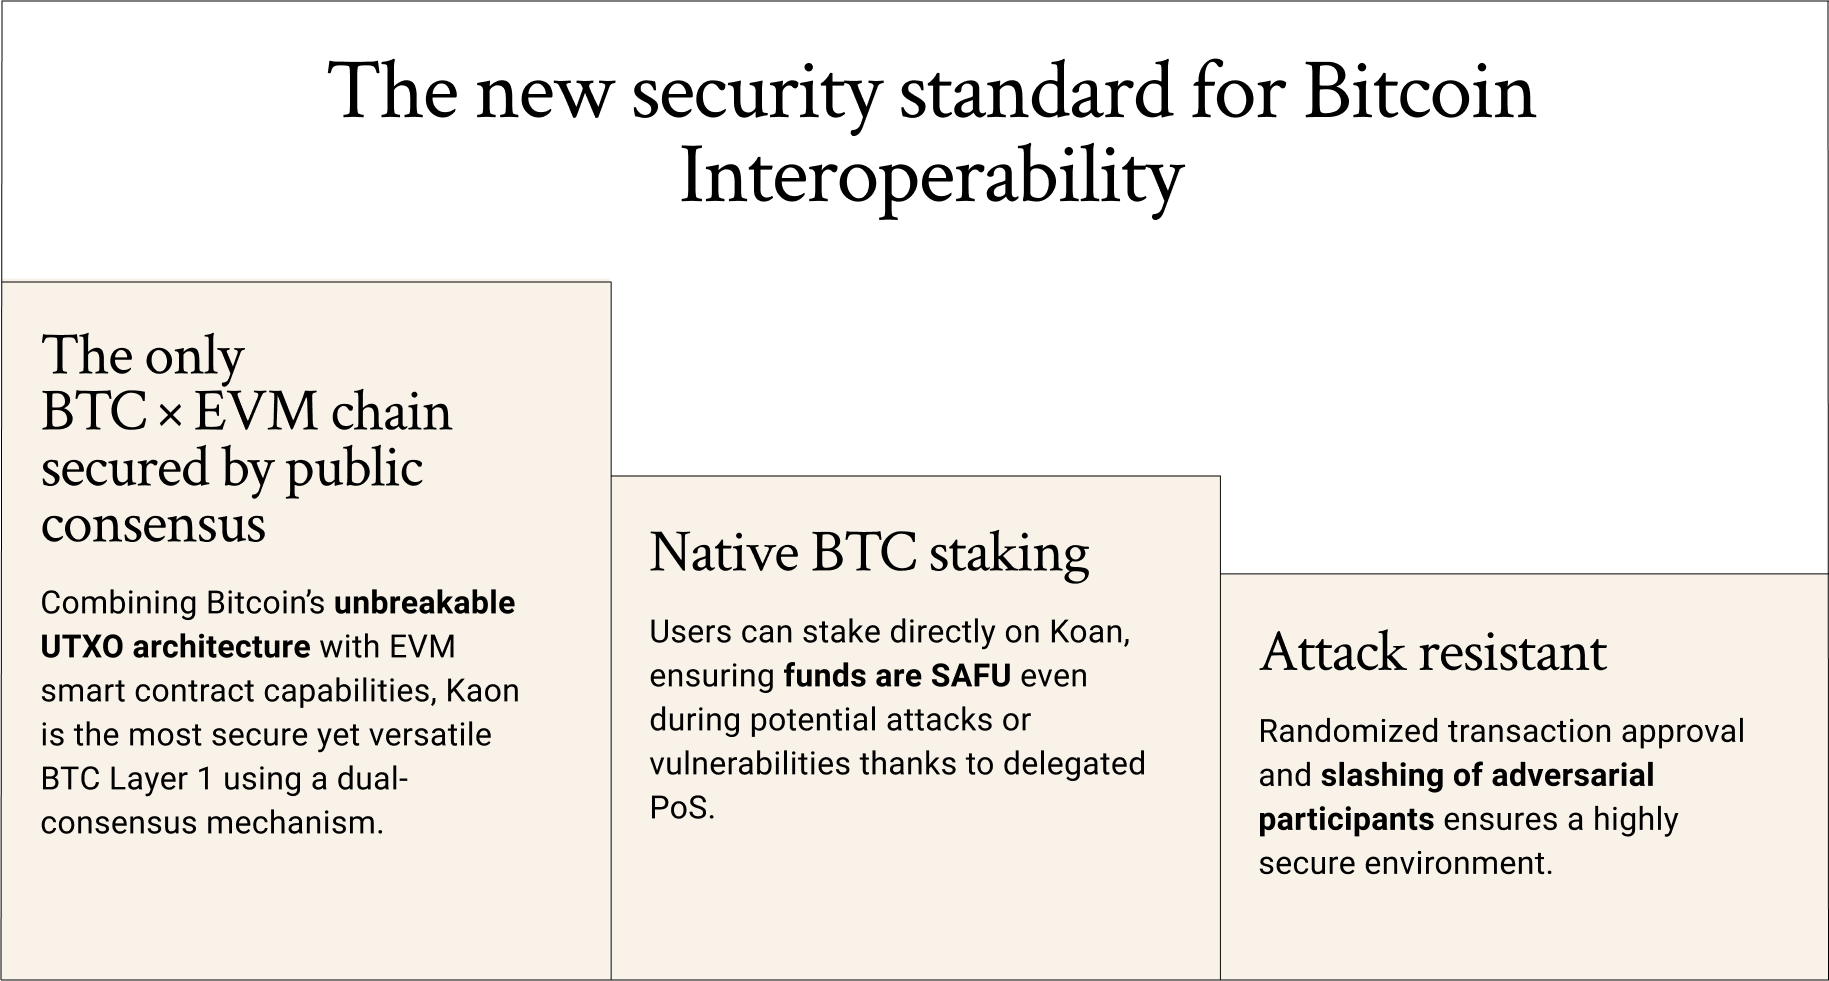 The new security standard for Bitcoin
Interoperability
The only
BTC × EVM chain
secured by public
consensus
Combining Bitcoin’s unbreakable
UTXO architecture with EVM
smart contract capabilities, Kaon
is the most secure yet versatile
BTC Layer 1 using a dual-
consensus mechanism.
Native BTC staking
Users can stake directly on Koan,
ensuring funds are SAFU even
during potential attacks or
vulnerabilities thanks to delegated
PoS.
Attack resistant
Randomized transaction approval
and slashing of adversarial
participants ensures a highly
secure environment.